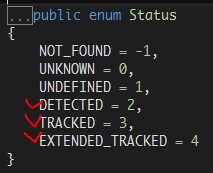 ...public enum Status
{
NOT_FOUND = -1,
UNKNOWN = 0,
UNDEFINED = 1,
DETECTED = 2,
TRACKED = 3,
EXTENDED_TRACKED = 4
}